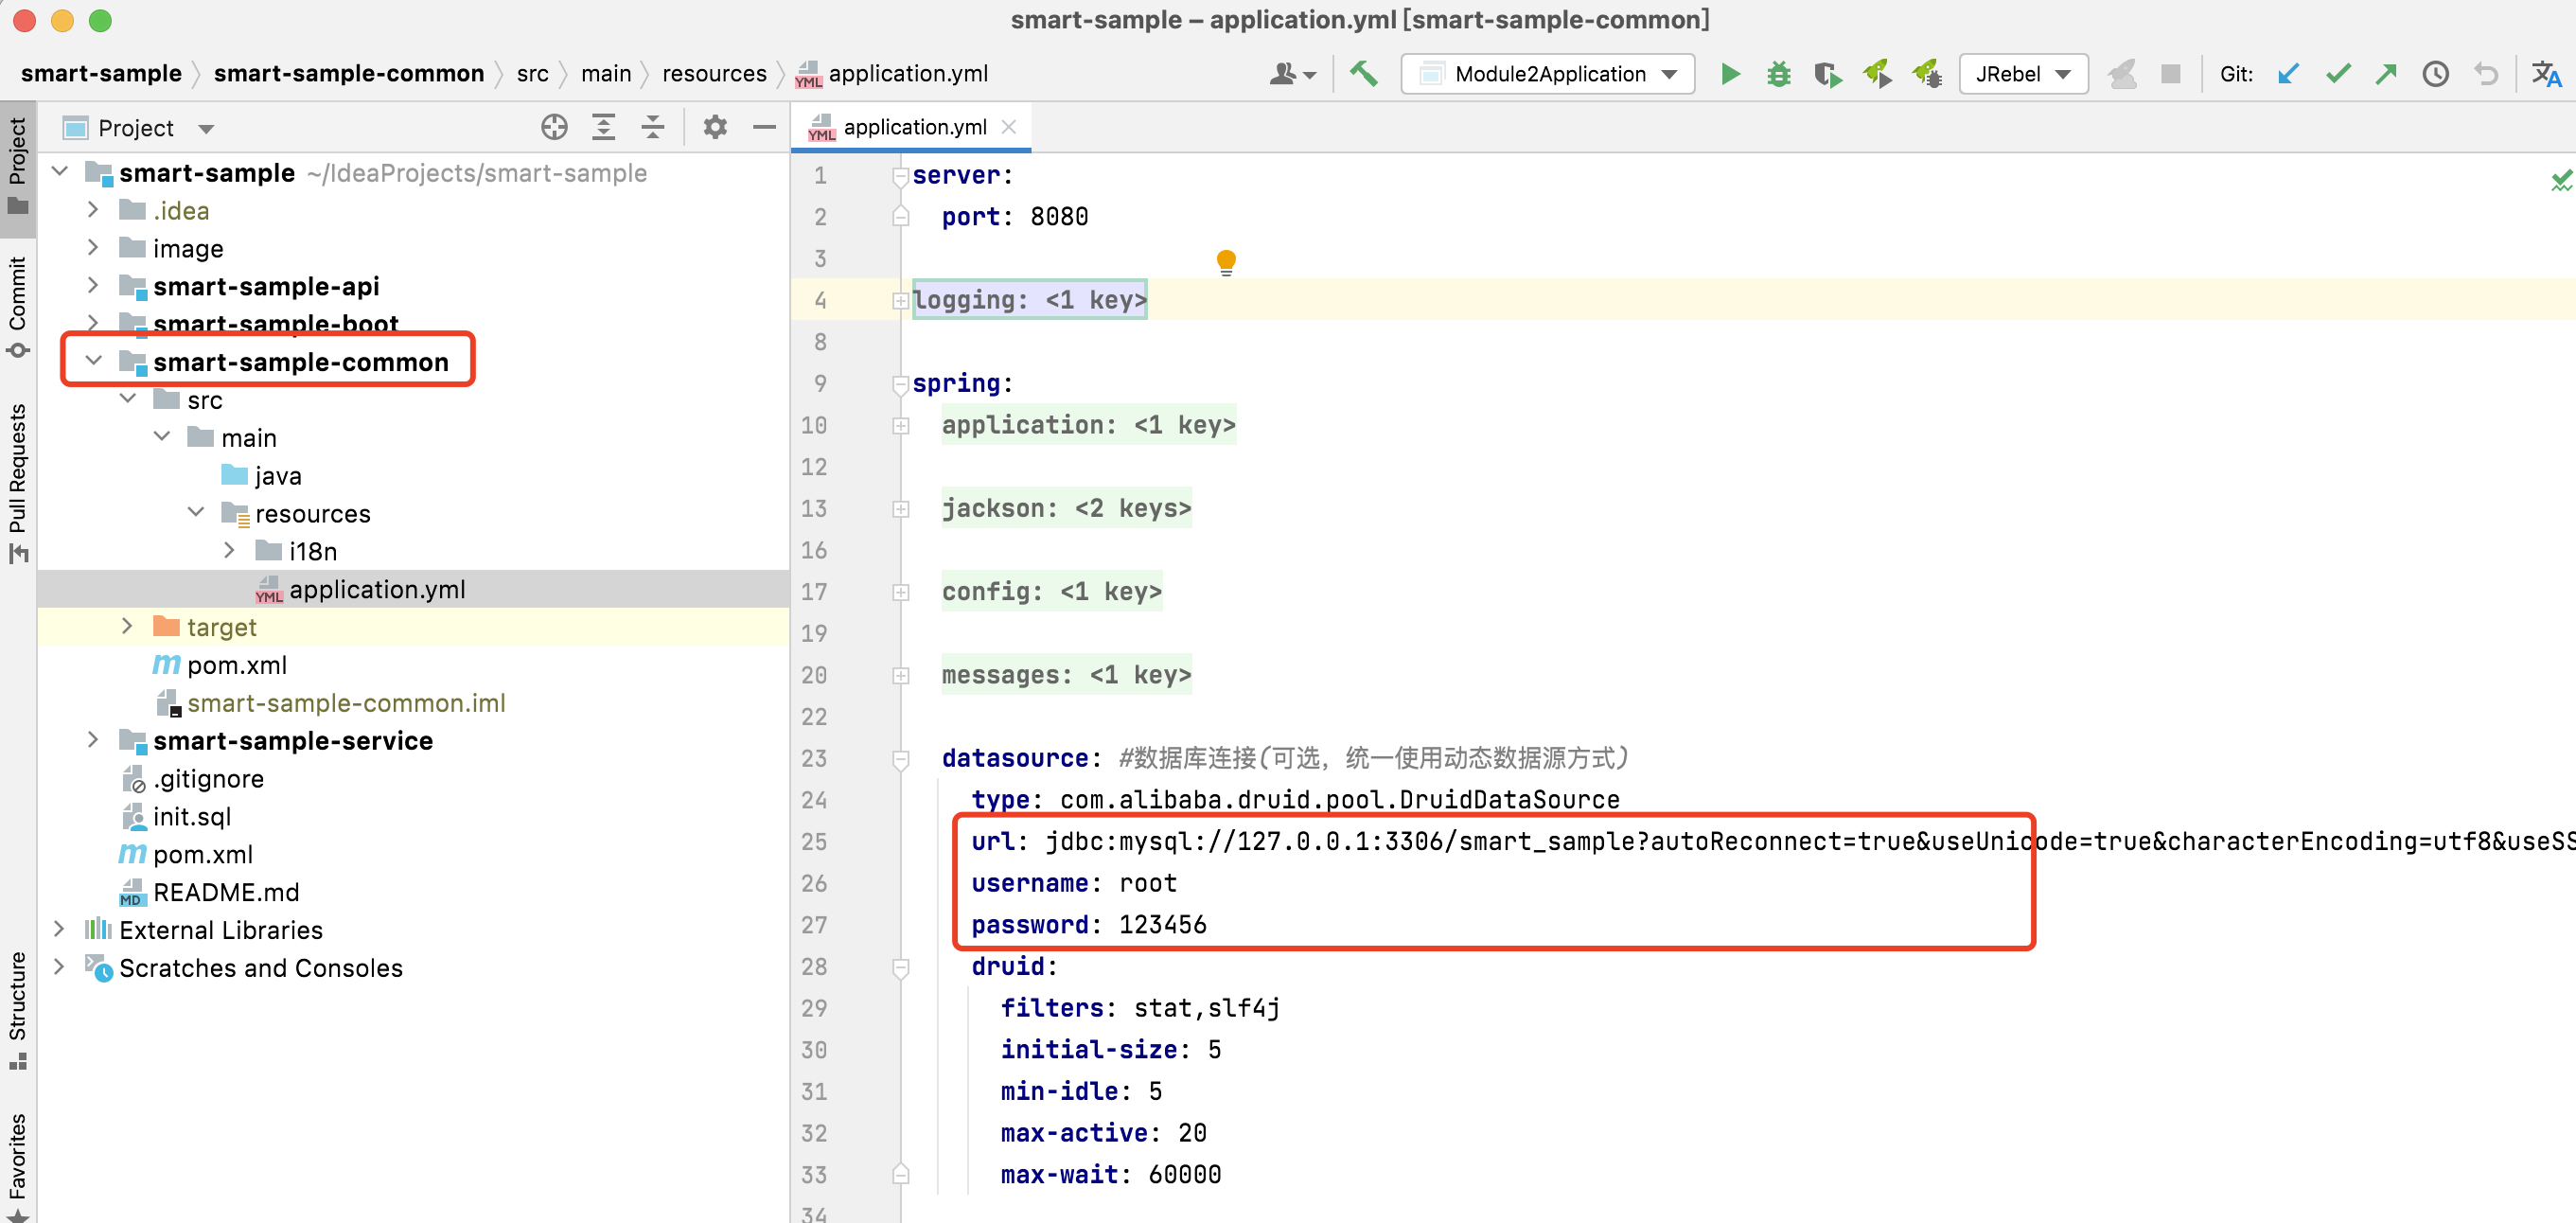 smart-sample – application.yml [smart-sample-common]
smart-sample
smart-sample-common
src
main
resources
application.yml
Module2Application
JRebel
Git:
Project
Commit
Pull Requests
Structure
Favorites
Project
smart-sample ~/IdeaProjects/smart-sample
.idea
image
smart-sample-api
smart-sample-boot
smart-sample-common
src
main
java
resources
i18n
application.yml
target
pom.xml
smart-sample-common.iml
smart-sample-service
.gitignore
init.sql
pom.xml
README.md
External Libraries
Scratches and Consoles
application.yml
1 server:
2 port: 8080
3
4 logging: <1 key>
8
9 spring:
10 application: <1 key>
12
13 jackson: <2 keys>
16
17 config: <1 key>
19
20 messages: <1 key>
22
23 datasource: #数据库连接(可选，统一使用动态数据源方式)
24 type: com.alibaba.druid.pool.DruidDataSource
25 url: jdbc:mysql://127.0.0.1:3306/smart_sample?autoReconnect=true&useUnicode=true&characterEncoding=utf8&useSS
26 username: root
27 password: 123456
28 druid:
29 filters: stat,slf4j
30 initial-size: 5
31 min-idle: 5
32 max-active: 20
33 max-wait: 60000
34